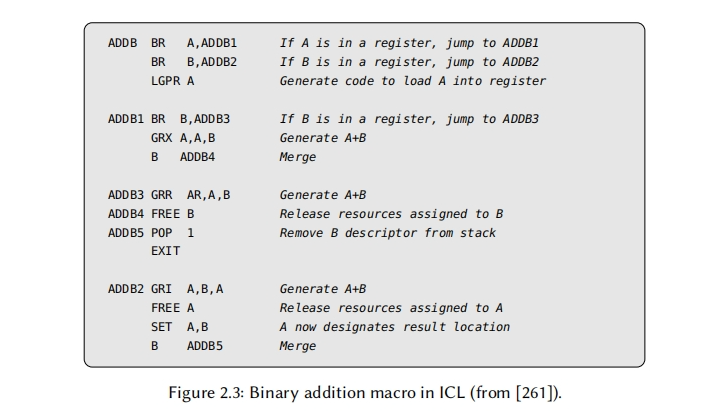 ADDB BR A,ADDB1 If A is in a register, jump to ADDB1
BR B,ADDB2 If B is in a register, jump to ADDB2
LGPR A Generate code to load A into register
ADDB1 BR B,ADDB3 If B is in a register, jump to ADDB3
GRX A,A,B Generate A+B
B ADDB4 Merge
ADDB3 GRR AR,A,B Generate A+B
ADDB4 FREE B Release resources assigned to B
ADDB5 POP 1 Remove B descriptor from stack
EXIT
ADDB2 GRI A,B,A Generate A+B
FREE A Release resources assigned to A
SET A,B A now designates result location
B ADDB5 Merge
Figure 2.3: Binary addition macro in ICL (from [261]).